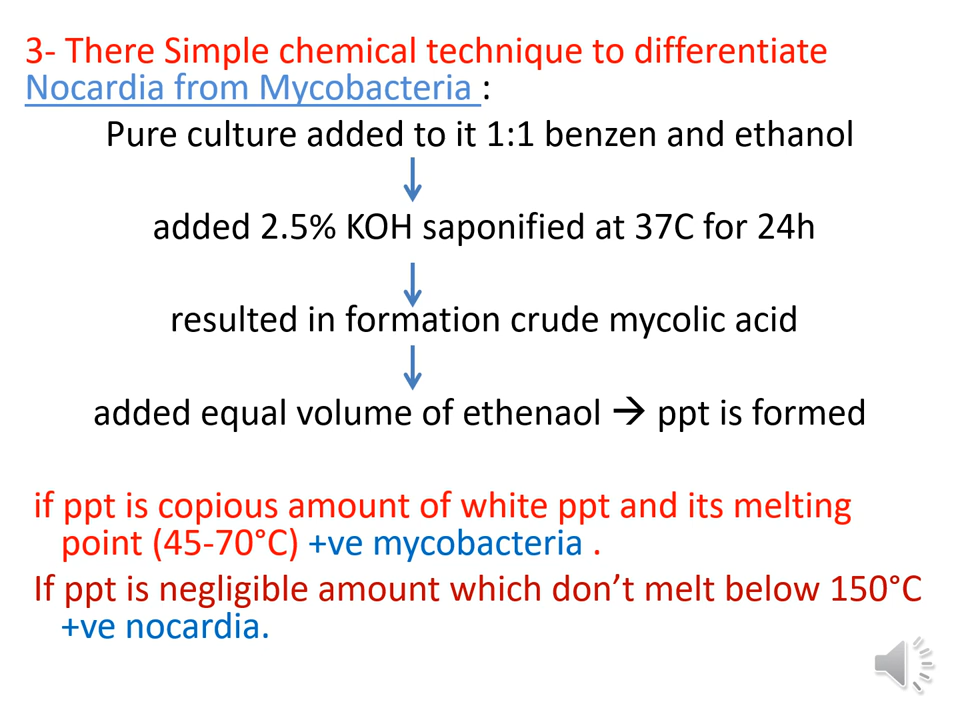 3- There Simple chemical technique to differentiate
Nocardia from Mycobacteria :
Pure culture added to it 1:1 benzen and ethanol
added 2.5% KOH saponified at 37C for 24h
resulted in formation crude mycolic acid
added equal volume of ethenaol → ppt is formed
if ppt is copious amount of white ppt and its melting
point (45-70°C) +ve mycobacteria .
If ppt is negligible amount which don’t melt below 150°C
+ve nocardia.